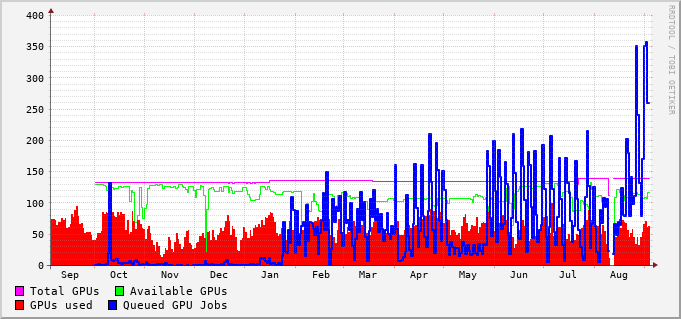 RRDTOOL / TOBI OETIKER
400
350
300
250
200
150
100
50
0
Sep Oct Nov Dec Jan Feb Mar Apr May Jun Jul Aug
Total GPUs Available GPUs
GPUs used Queued GPU Jobs